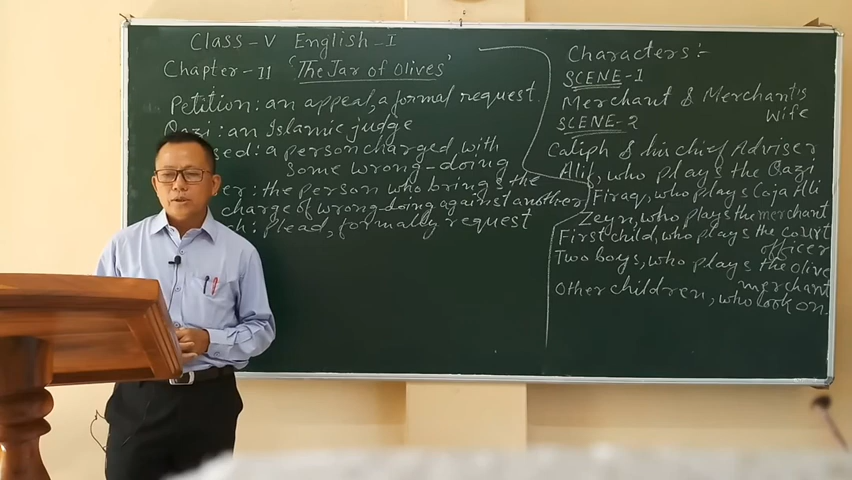 Class-V English-I
Chapter-11 'The Jar of Olives'
Petition: an appeal, a formal request.
Qazi: an Islamic judge
a person charged with
some wrong-doing
the person who brings the
charge of wrong-doing against another
plead, formally request
Characters:-
SCENE-1
Merchant & Merchant's
Wife
SCENE-2
Caliph & his chief Adviser
Alif, who plays the Qazi
Firaq, who plays Coja Alli
Zeyn, who plays the merchant
First child, who plays the court
officer
Two boys, who plays the olive
merchant
Other children, who look on.